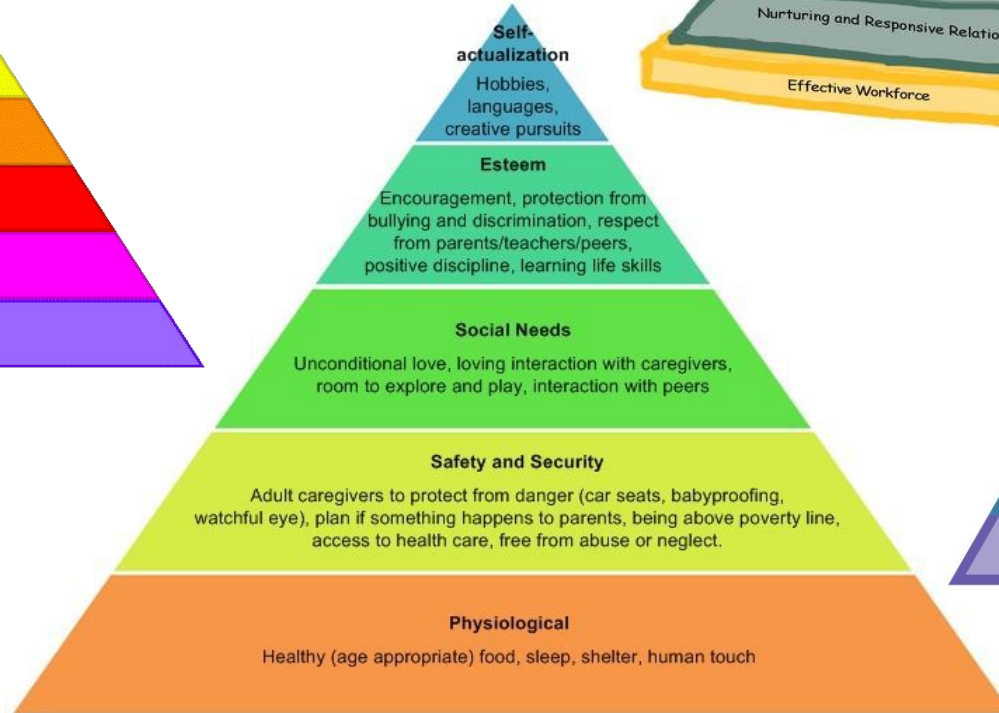 Self-
actualization
Hobbies,
languages,
creative pursuits
Esteem
Encouragement, protection from
bullying and discrimination, respect
from parents/teachers/peers,
positive discipline, learning life skills
Social Needs
Unconditional love, loving interaction with caregivers,
room to explore and play, interaction with peers
Safety and Security
Adult caregivers to protect from danger (car seats, babyproofing,
watchful eye), plan if something happens to parents, being above poverty line,
access to health care, free from abuse or neglect.
Physiological
Healthy (age appropriate) food, sleep, shelter, human touch
Nurturing and Responsive
Effective Workforce